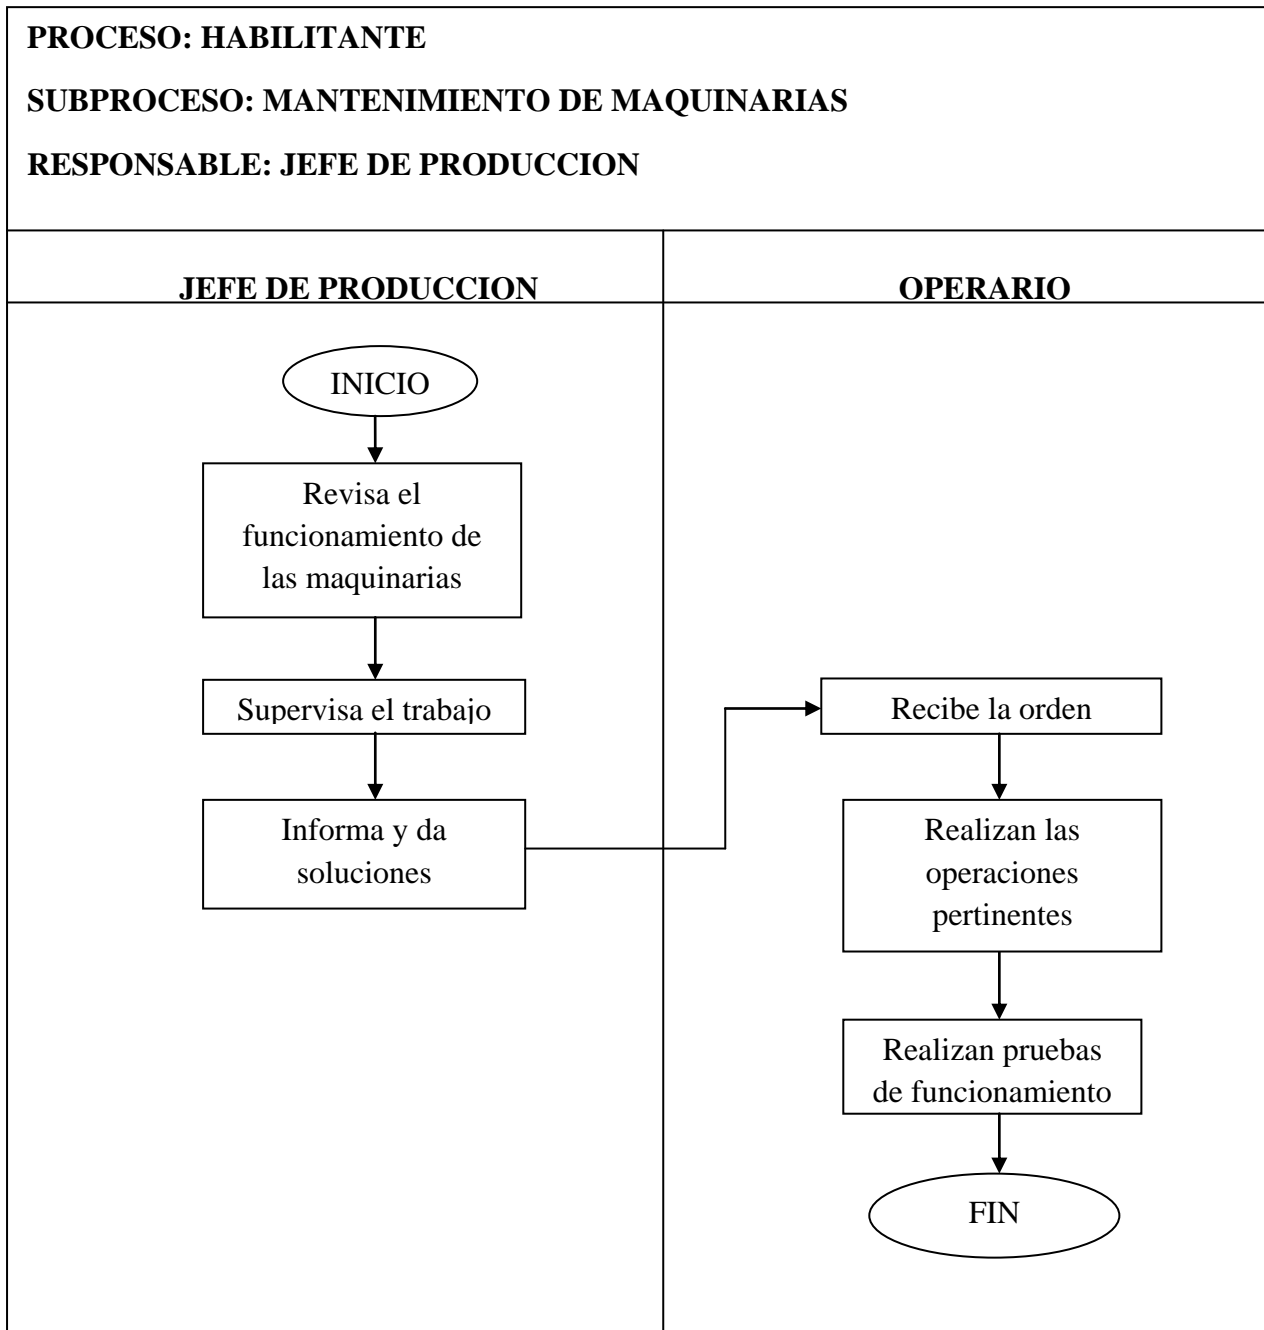 PROCESO: HABILITANTE
SUBPROCESO: MANTENIMIENTO DE MAQUINARIAS
RESPONSABLE: JEFE DE PRODUCCION
JEFE DE PRODUCCION
OPERARIO
INICIO
Revisa el
funcionamiento de
las maquinarias
Supervisa el trabajo
Informa y da
soluciones
Recibe la orden
Realizan las
operaciones
pertinentes
Realizan pruebas
de funcionamiento
FIN